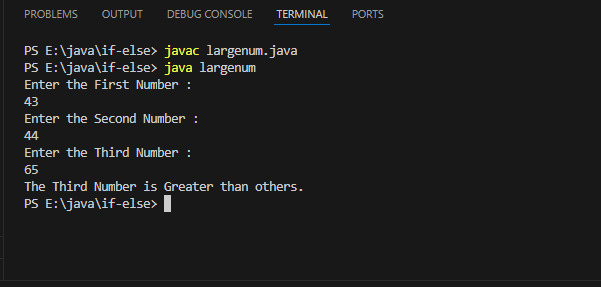 PROBLEMS OUTPUT DEBUG CONSOLE TERMINAL PORTS
PS E:\java\if-else> javac largenum.java
PS E:\java\if-else> java largenum
Enter the First Number :
43
Enter the Second Number :
44
Enter the Third Number :
65
The Third Number is Greater than others.
PS E:\java\if-else>